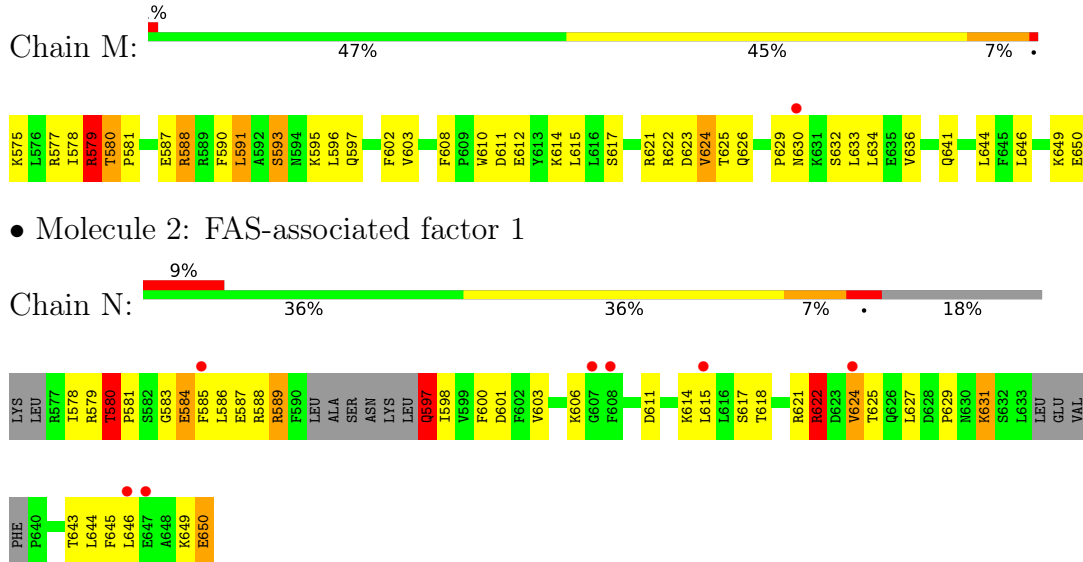 .%
Chain M:
47% 45% 7% •
K575 L576 R577 I578 R579 T580 P581 E587 R588 R589 F590 L591 A592 S593 N594 K595 L596 Q597 F602 V603 F608 P609 W610 D611 E612 Y613 K614 L615 L616 S617 R621 R622 D623 V624 T625 Q626 P629 N630 K631 S632 L633 L634 E635 V636 Q641 L644 F645 L646 K649 E650
• Molecule 2: FAS-associated factor 1
9%
Chain N:
36% 36% 7% • 18%
LYS LEU R577 I578 R579 T580 P581 S582 G583 E584 F585 L586 E587 R588 R589 F590 LEU ALA SER ASN LYS LEU Q597 I598 V599 F600 D601 F602 V603 K606 G607 F608 D611 K614 L615 L616 S617 T618 R621 R622 D623 V624 T625 Q626 L627 D628 P629 N630 K631 S632 L633 LEU GLU VAL
PHE P640 T643 L644 F645 L646 E647 A648 K649 E650